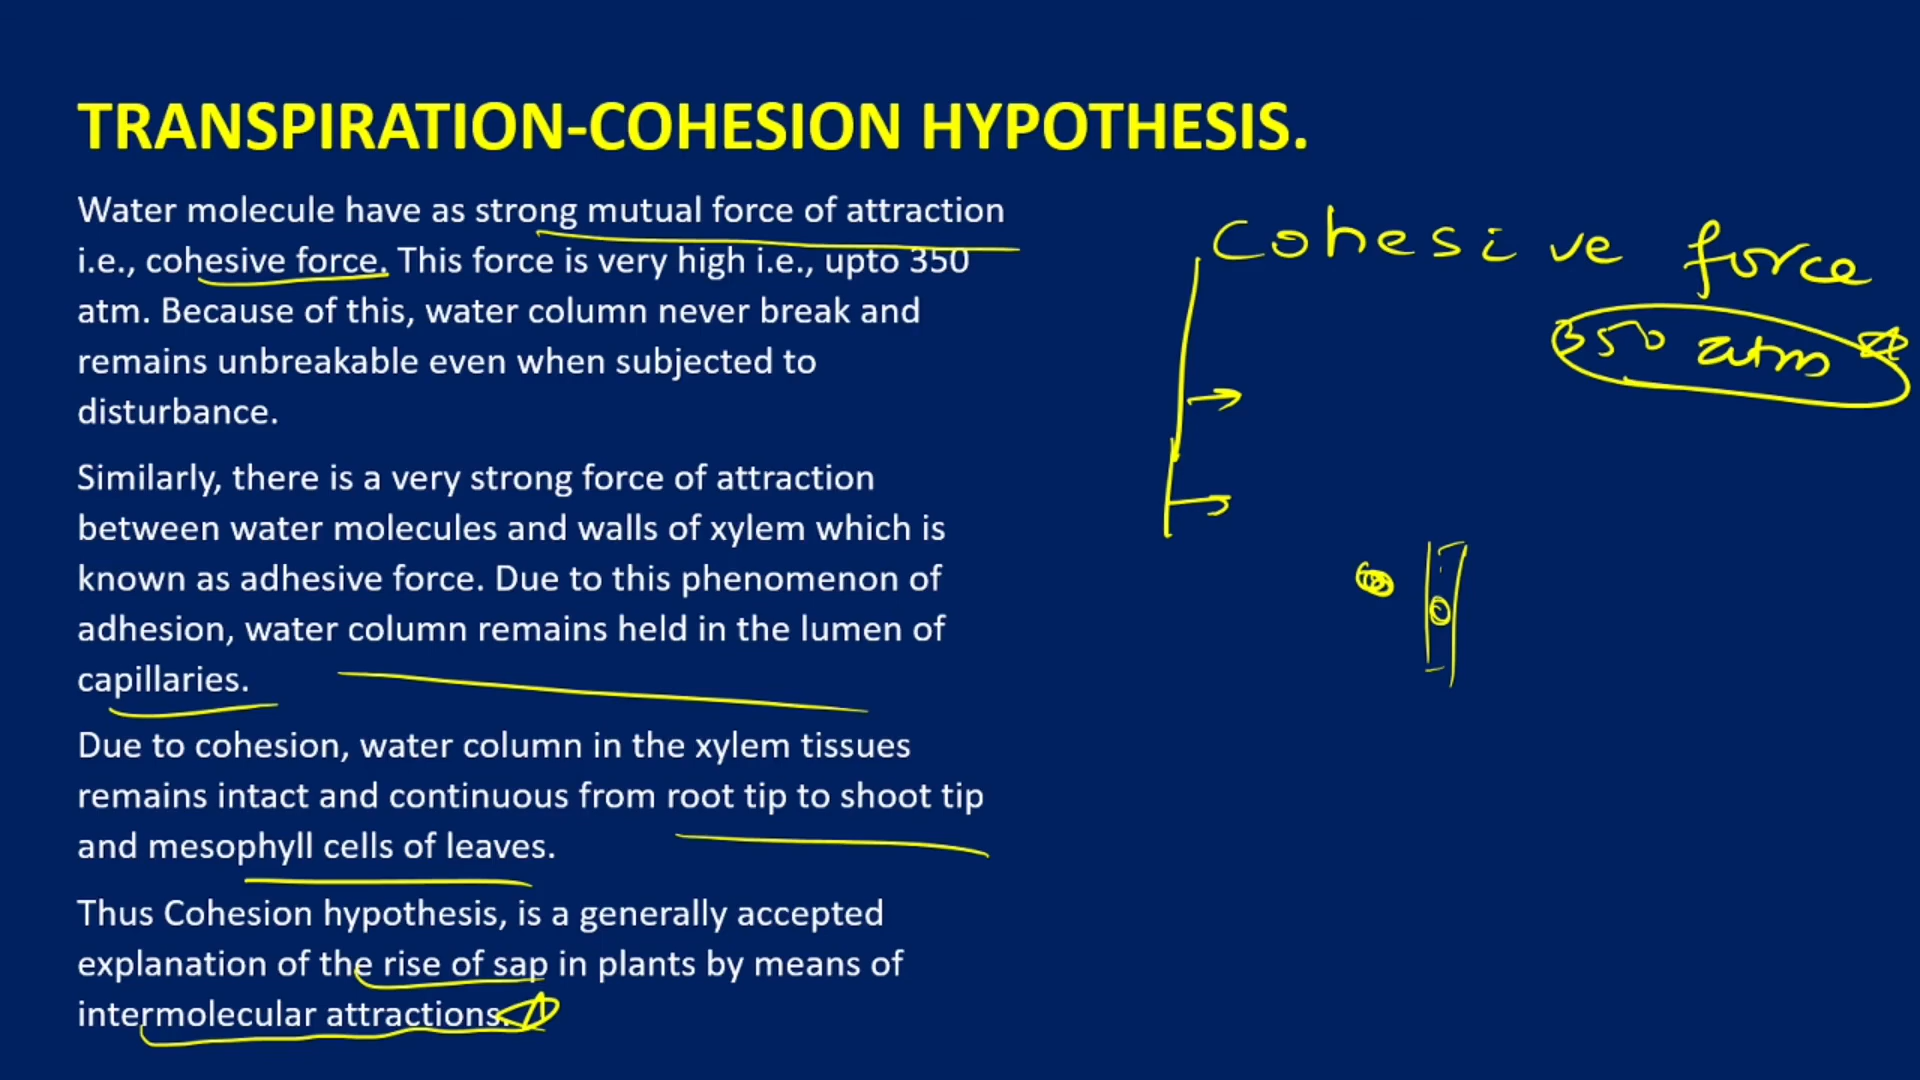 TRANSPIRATION-COHESION HYPOTHESIS.
Water molecule have as strong mutual force of attraction
i.e., cohesive force. This force is very high i.e., upto 350
atm. Because of this, water column never break and
remains unbreakable even when subjected to
disturbance.
Similarly, there is a very strong force of attraction
between water molecules and walls of xylem which is
known as adhesive force. Due to this phenomenon of
adhesion, water column remains held in the lumen of
capillaries.
Due to cohesion, water column in the xylem tissues
remains intact and continuous from root tip to shoot tip
and mesophyll cells of leaves.
Thus Cohesion hypothesis, is a generally accepted
explanation of the rise of sap in plants by means of
intermolecular attractions.
Cohesive force
350 atm